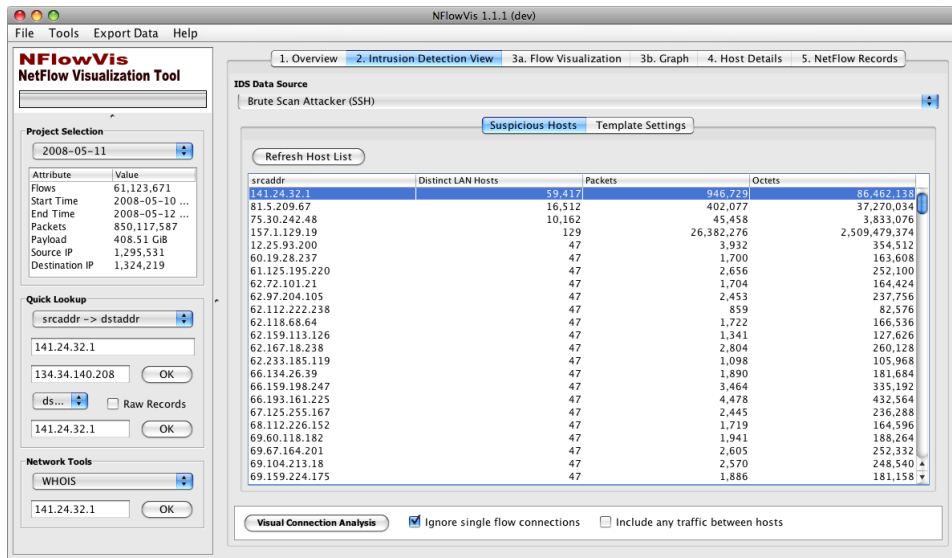 NFlowVis 1.1.1 (dev)
File Tools Export Data Help
NFlowVis
NetFlow Visualization Tool
Project Selection
2008-05-11
Attribute Value
Flows 61,123,671
Start Time 2008-05-10 ...
End Time 2008-05-12 ...
Packets 850,117,587
Payload 408.51 GiB
Source IP 1,295,531
Destination IP 1,324,219
Quick Lookup
srcaddr -> dstaddr
141.24.32.1
134.34.140.208 OK
ds... Raw Records
141.24.32.1 OK
Network Tools
WHOIS
141.24.32.1 OK
1. Overview 2. Intrusion Detection View 3a. Flow Visualization 3b. Graph 4. Host Details 5. NetFlow Records
IDS Data Source
Brute Scan Attacker (SSH)
Suspicious Hosts Template Settings
Refresh Host List
srcaddr Distinct LAN Hosts Packets Octets
141.24.32.1 59,417 946,729 86,462,138
81.5.209.67 16,512 402,077 37,270,034
75.30.242.48 10,162 45,458 3,833,076
157.1.129.19 129 26,382,276 2,509,479,374
12.25.93.200 47 3,932 354,512
60.19.28.237 47 1,700 163,608
61.125.195.220 47 2,656 252,100
62.72.101.21 47 1,704 164,424
62.97.204.105 47 2,453 237,756
62.112.222.238 47 859 82,576
62.118.68.64 47 1,722 166,536
62.159.113.126 47 1,341 127,626
62.167.18.238 47 2,804 260,128
62.233.185.119 47 1,098 105,968
66.134.26.39 47 1,890 181,684
66.159.198.247 47 3,464 335,192
66.193.161.225 47 4,478 432,564
67.125.255.167 47 2,445 236,288
68.112.226.152 47 1,719 164,596
69.60.118.182 47 1,941 188,264
69.67.164.201 47 2,605 252,332
69.104.213.18 47 2,570 248,540
69.159.224.175 47 1,886 181,158
Visual Connection Analysis Ignore single flow connections Include any traffic between hosts